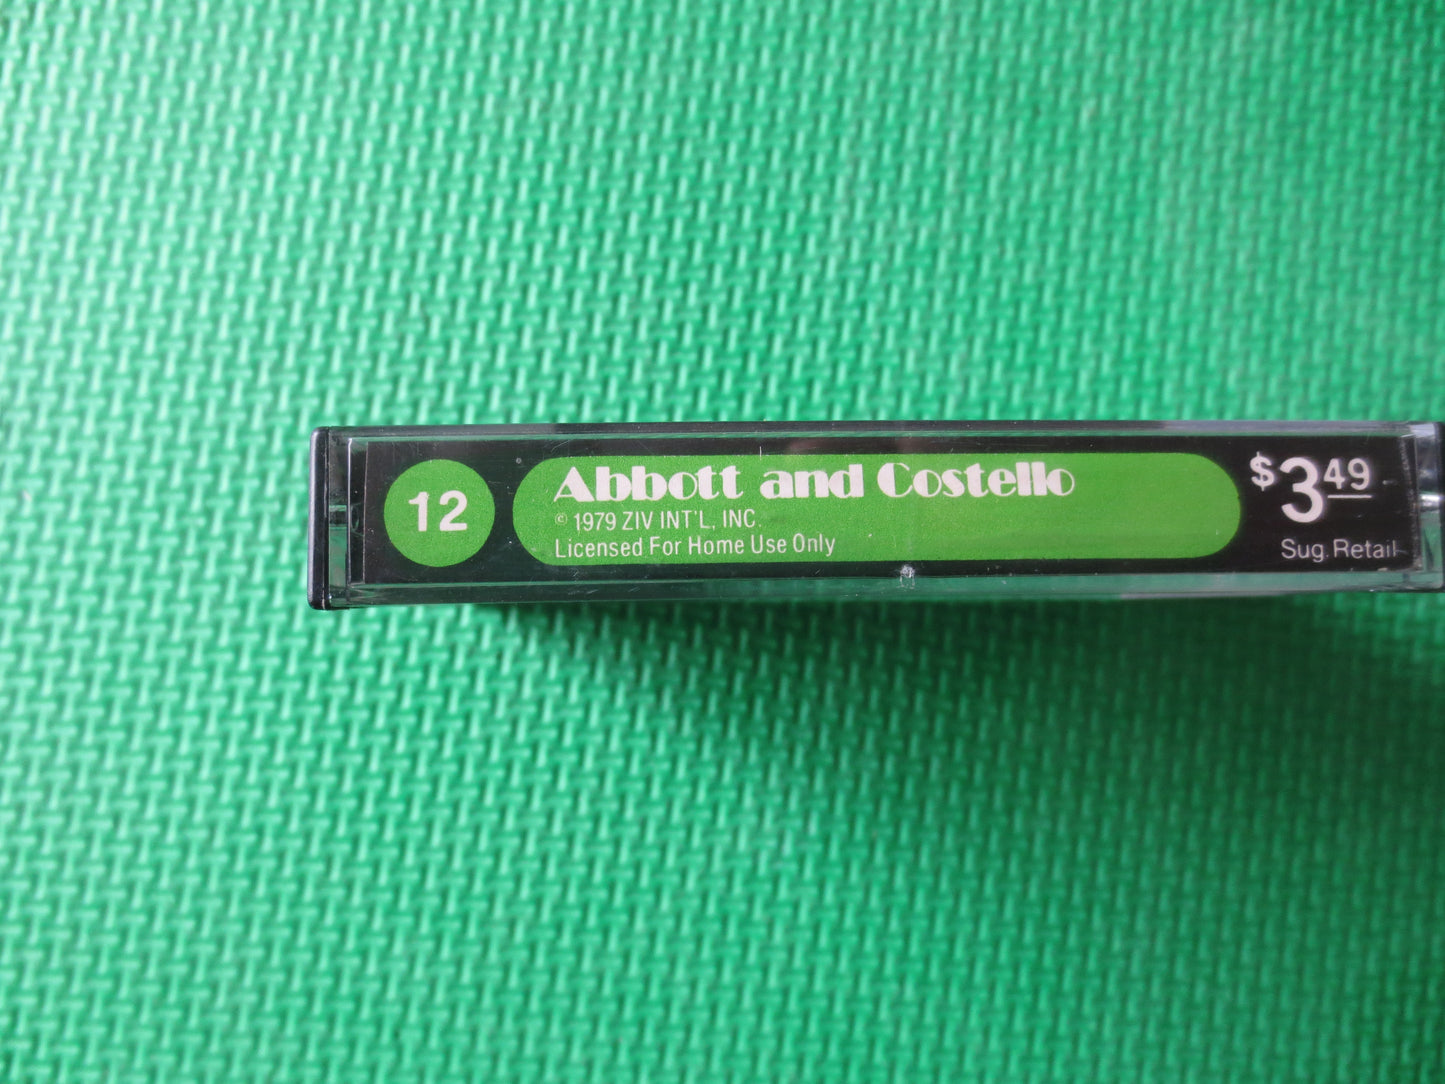 12
Abbott and Costello
© 1979 ZIV INT'L, INC.
Licensed For Home Use Only
$3.49
Sug. Retail